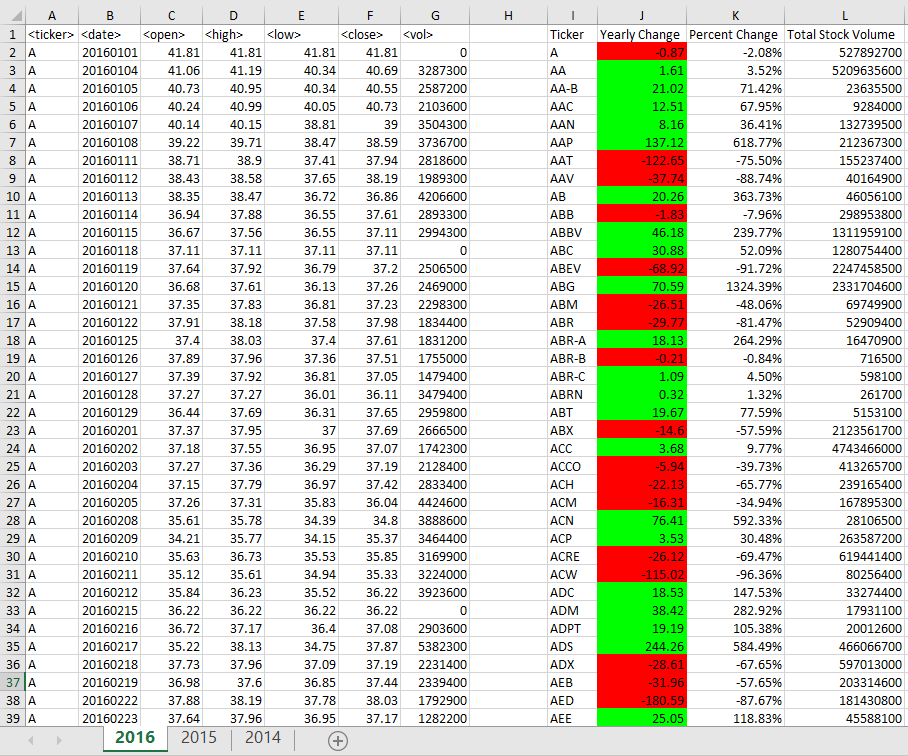 A B C D E F G H I J K L
1 <ticker> <date> <open> <high> <low> <close> <vol> Ticker Yearly Change Percent Change Total Stock Volume
2 A 20160101 41.81 41.81 41.81 41.81 0 A -0.87 -2.08% 527892700
3 A 20160104 41.06 41.19 40.34 40.69 3287300 AA 1.61 3.52% 5209635600
4 A 20160105 40.73 40.95 40.34 40.55 2587200 AA-B 21.02 71.42% 23635500
5 A 20160106 40.24 40.99 40.05 40.73 2103600 AAC 12.51 67.95% 9284000
6 A 20160107 40.14 40.15 38.81 39 3504300 AAN 8.16 36.41% 132739500
7 A 20160108 39.22 39.71 38.47 38.59 3736700 AAP 137.12 618.77% 212367300
8 A 20160111 38.71 38.9 37.41 37.94 2818600 AAT -122.65 -75.50% 155237400
9 A 20160112 38.43 38.58 37.65 38.19 1989300 AAV -37.74 -88.74% 40164900
10 A 20160113 38.35 38.47 36.72 36.86 4206600 AB 20.26 363.73% 46056100
11 A 20160114 36.94 37.88 36.55 37.61 2893300 ABB -1.83 -7.96% 298953800
12 A 20160115 36.67 37.56 36.55 37.11 2994300 ABBV 46.18 239.77% 1311959100
13 A 20160118 37.11 37.11 37.11 37.11 0 ABC 30.88 52.09% 1280754400
14 A 20160119 37.64 37.92 36.79 37.2 2506500 ABEV -68.92 -91.72% 2247458500
15 A 20160120 36.68 37.61 36.13 37.26 2469000 ABG 70.59 1324.39% 2331704600
16 A 20160121 37.35 37.83 36.81 37.23 2298300 ABM -26.51 -48.06% 69749900
17 A 20160122 37.91 38.18 37.58 37.98 1834400 ABR -29.77 -81.47% 52909400
18 A 20160125 37.4 38.03 37.4 37.61 1831200 ABR-A 18.13 264.29% 16470900
19 A 20160126 37.89 37.96 37.36 37.51 1755000 ABR-B -0.21 -0.84% 716500
20 A 20160127 37.39 37.92 36.81 37.05 1479400 ABR-C 1.09 4.50% 598100
21 A 20160128 37.27 37.27 36.01 36.11 3479400 ABRN 0.32 1.32% 261700
22 A 20160129 36.44 37.69 36.31 37.65 2959800 ABT 19.67 77.59% 5153100
23 A 20160201 37.37 37.95 37 37.69 2666500 ABX -14.6 -57.59% 2123561700
24 A 20160202 37.18 37.55 36.95 37.07 1742300 ACC 3.68 9.77% 4743466000
25 A 20160203 37.27 37.36 36.29 37.19 2128400 ACCO -5.94 -39.73% 413265700
26 A 20160204 37.15 37.79 36.97 37.42 2833400 ACH -22.13 -65.77% 239165400
27 A 20160205 37.26 37.31 35.83 36.04 4424600 ACM -16.31 -34.94% 167895300
28 A 20160208 35.61 35.78 34.39 34.8 3888600 ACN 76.41 592.33% 28106500
29 A 20160209 34.21 35.77 34.15 35.37 3464400 ACP 3.53 30.48% 263587200
30 A 20160210 35.63 36.73 35.53 35.85 3169900 ACRE -26.12 -69.47% 619441400
31 A 20160211 35.12 35.61 34.94 35.33 3224000 ACW -115.02 -96.36% 80256400
32 A 20160212 35.84 36.23 35.52 36.22 3923600 ADC 18.53 147.53% 33274400
33 A 20160215 36.22 36.22 36.22 36.22 0 ADM 38.42 282.92% 17931100
34 A 20160216 36.72 37.17 36.4 37.08 2903600 ADPT 19.19 105.38% 20012600
35 A 20160217 35.22 38.13 34.75 37.87 5382300 ADS 244.26 584.49% 466066700
36 A 20160218 37.73 37.96 37.09 37.19 2231400 ADX -28.61 -67.65% 597013000
37 A 20160219 36.98 37.6 36.85 37.44 2339400 AEB -31.96 -57.65% 203314600
38 A 20160222 37.88 38.19 37.78 38.03 1792900 AED -180.59 -87.67% 181430800
39 A 20160223 37.64 37.96 36.95 37.17 1282200 AEE 25.05 118.83% 45588100
2016 2015 2014